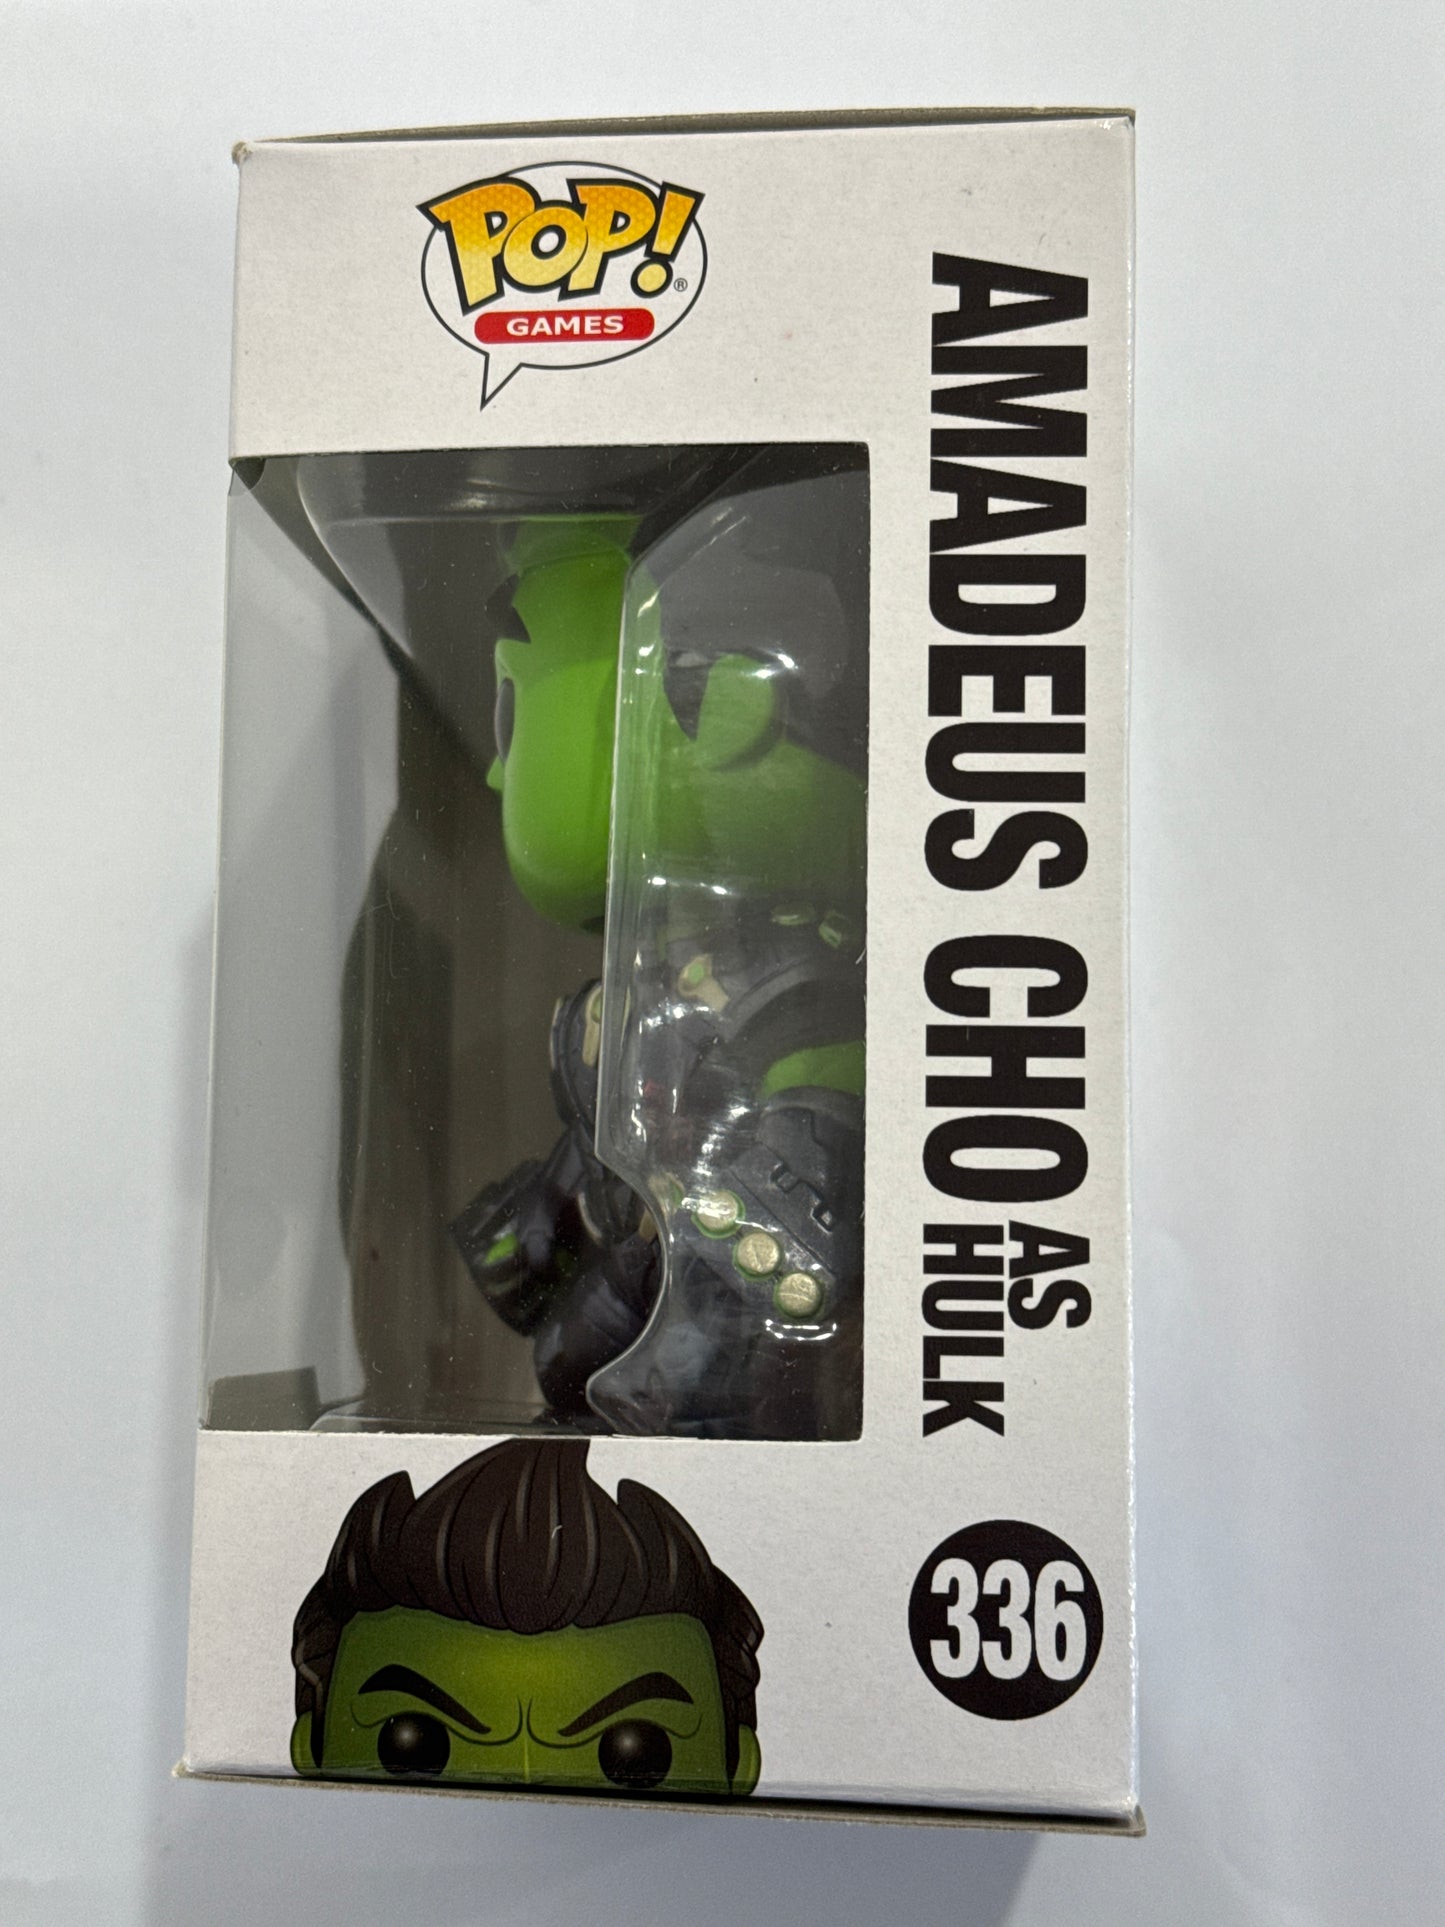 POP!®
GAMES
AMADEUS CHO AS
HULK
336